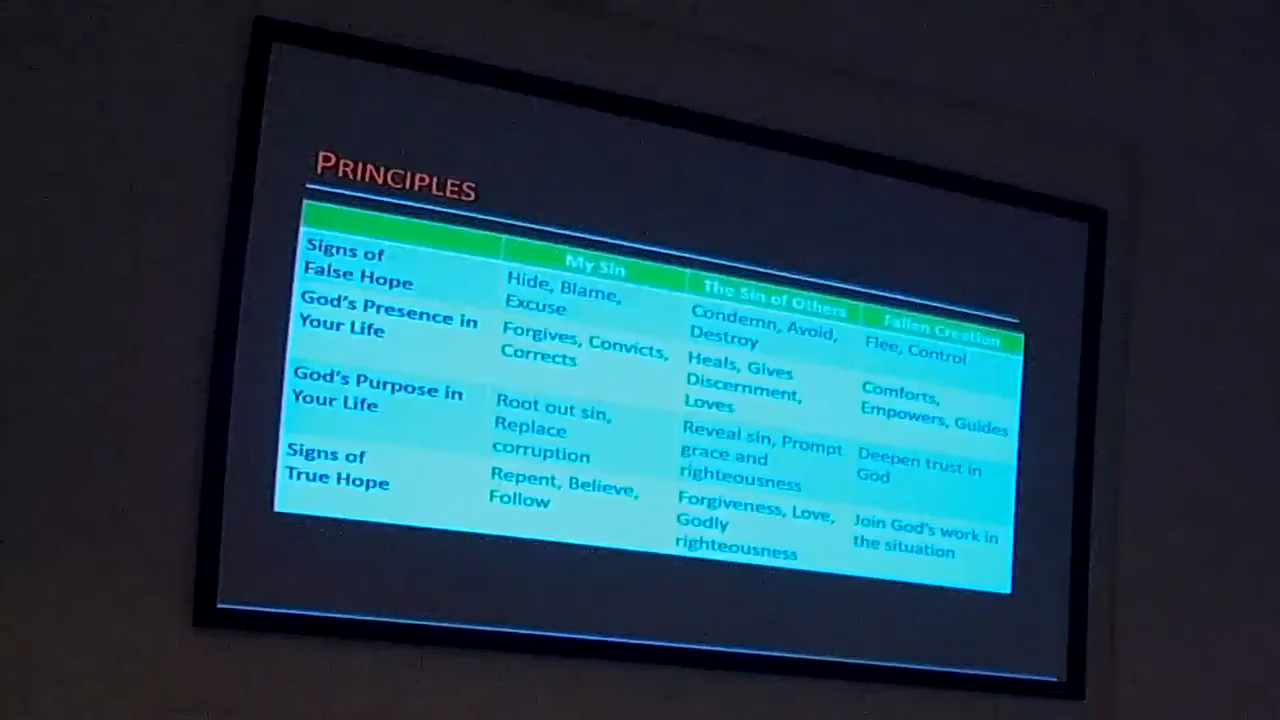 PRINCIPLES
My Sin
The Sin of Others
Fallen Creation
Signs of
False Hope
Hide, Blame,
Excuse
Condemn, Avoid,
Destroy
Flee, Control
God's Presence in
Your Life
Forgives, Convicts,
Corrects
Heals, Gives
Discernment,
Loves
Comforts,
Empowers, Guides
God's Purpose in
Your Life
Root out sin,
Replace
corruption
Reveal sin, Prompt
grace and
righteousness
Deepen trust in
God
Signs of
True Hope
Repent, Believe,
Follow
Forgiveness, Love,
Godly
righteousness
Join God's work in
the situation